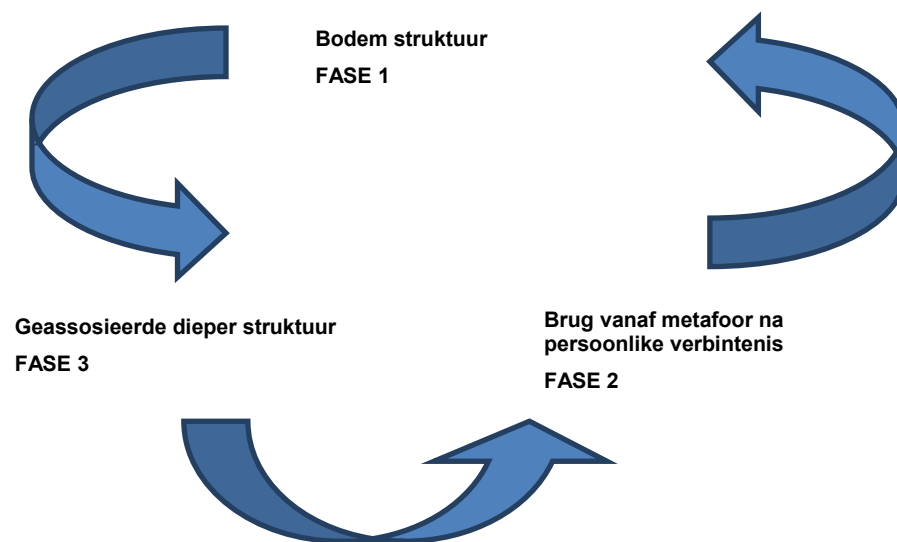 Bodem struktuur
FASE 1
Geassosieerde dieper struktuur
FASE 3
Brug vanaf metafoor na
persoonlike verbintenis
FASE 2